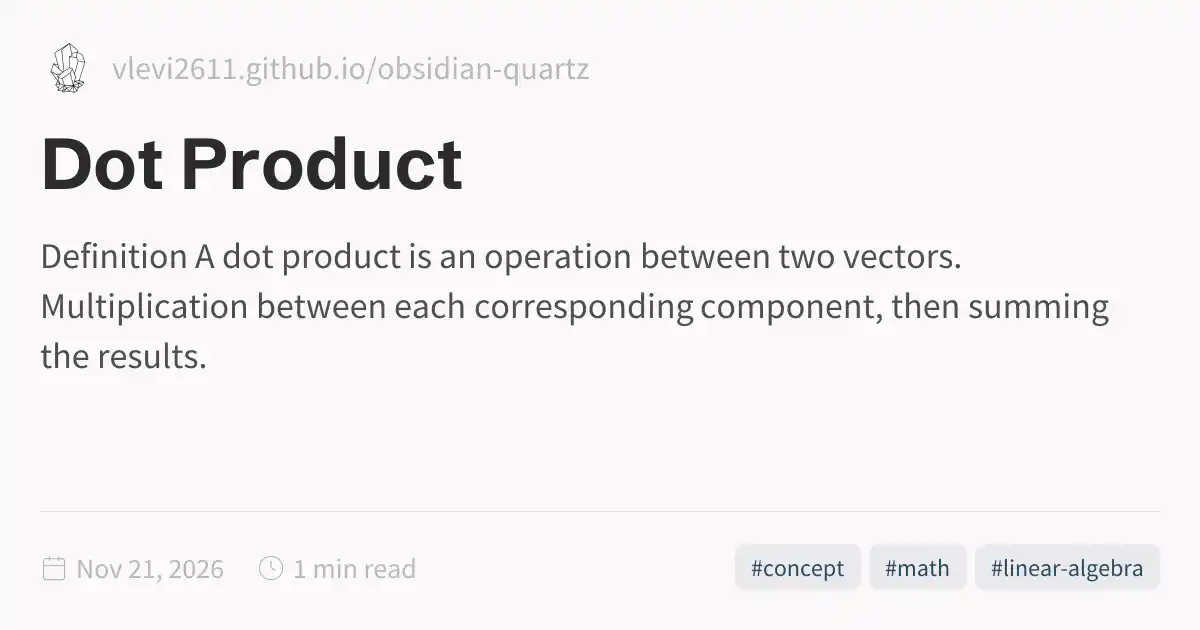 vlevi2611.github.io/obsidian-quartz
Dot Product
Definition A dot product is an operation between two vectors.
Multiplication between each corresponding component, then summing
the results.
Nov 21, 2026 1 min read #concept #math #linear-algebra